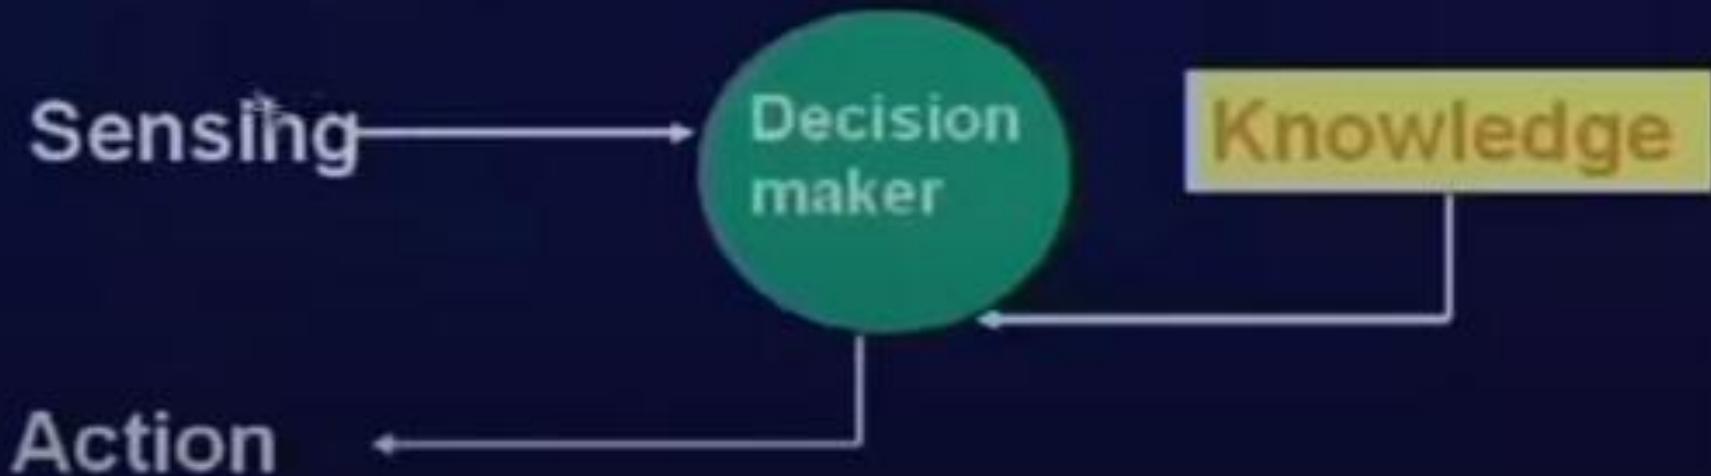 Sensing
Decision
maker
Knowledge
Action